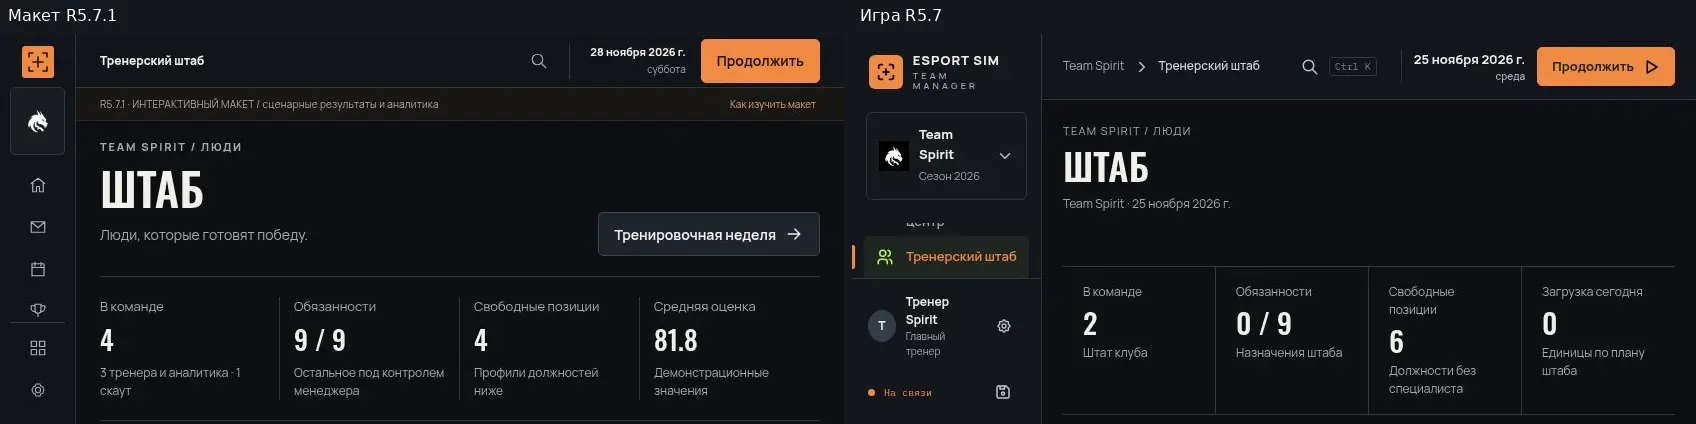 Макет R5.7.1
Тренерский штаб
28 ноября 2026 г.
суббота
Продолжить
R5.7.1 · ИНТЕРАКТИВНЫЙ МАКЕТ / сценарные результаты и аналитика
Как изучить макет
TEAM SPIRIT / ЛЮДИ
ШТАБ
Люди, которые готовят победу.
Тренировочная неделя
В команде
4
3 тренера и аналитика · 1
скаут
Обязанности
9 / 9
Остальное под контролем
менеджера
Свободные позиции
4
Профили должностей
ниже
Средняя оценка
81.8
Демонстрационные
значения
Игра R5.7
ESPORT SIM
TEAM
MANAGER
Team
Spirit
Сезон 2026
центр
Тренерский штаб
Т
Тренер
Spirit
Главный
тренер
На связи
Team Spirit
Тренерский штаб
Ctrl K
25 ноября 2026 г.
среда
Продолжить
TEAM SPIRIT / ЛЮДИ
ШТАБ
Team Spirit · 25 ноября 2026 г.
В команде
2
Штат клуба
Обязанности
0 / 9
Назначения штаба
Свободные
позиции
6
Должности без
специалиста
Загрузка сегодня
0
Единицы по плану
штаба